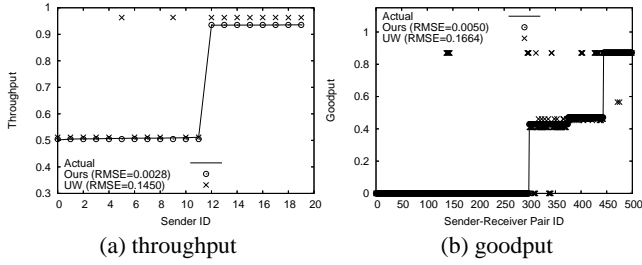 Throughput
1
0.9
0.8
0.7
0.6
0.5
0.4
0.3
Actual
Ours (RMSE=0.0028)
UW (RMSE=0.1450)
0 2 4 6 8 10 12 14 16 18 20
Sender ID
(a) throughput
Goodput
1
0.8
0.6
0.4
0.2
0
Actual
Ours (RMSE=0.0050)
UW (RMSE=0.1664)
0 50 100 150 200 250 300 350 400 450 500
Sender-Receiver Pair ID
(b) goodput